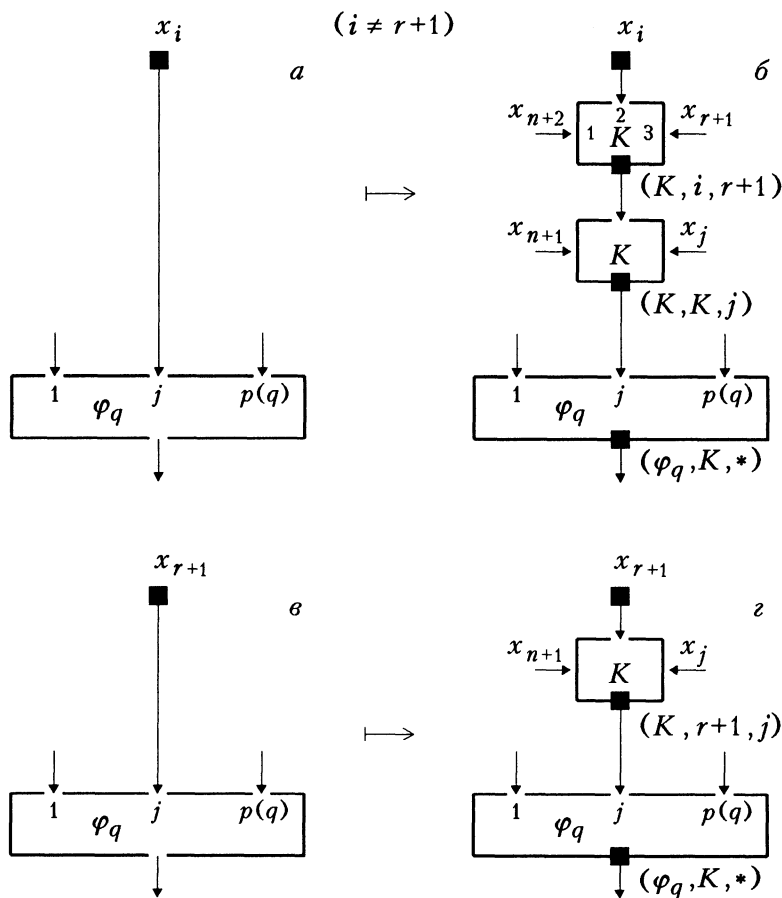 x_i (i ≠ r+1) x_i
а б
x_{n+2} 1 2 K 3 x_{r+1}
(K, i, r+1)
x_{n+1} K x_j
(K, K, j)
1 φ_q j p(q) 1 φ_q j p(q)
(φ_q, K, *)
x_{r+1} x_{r+1}
в г
x_{n+1} K x_j
(K, r+1, j)
1 φ_q j p(q) 1 φ_q j p(q)
(φ_q, K, *)